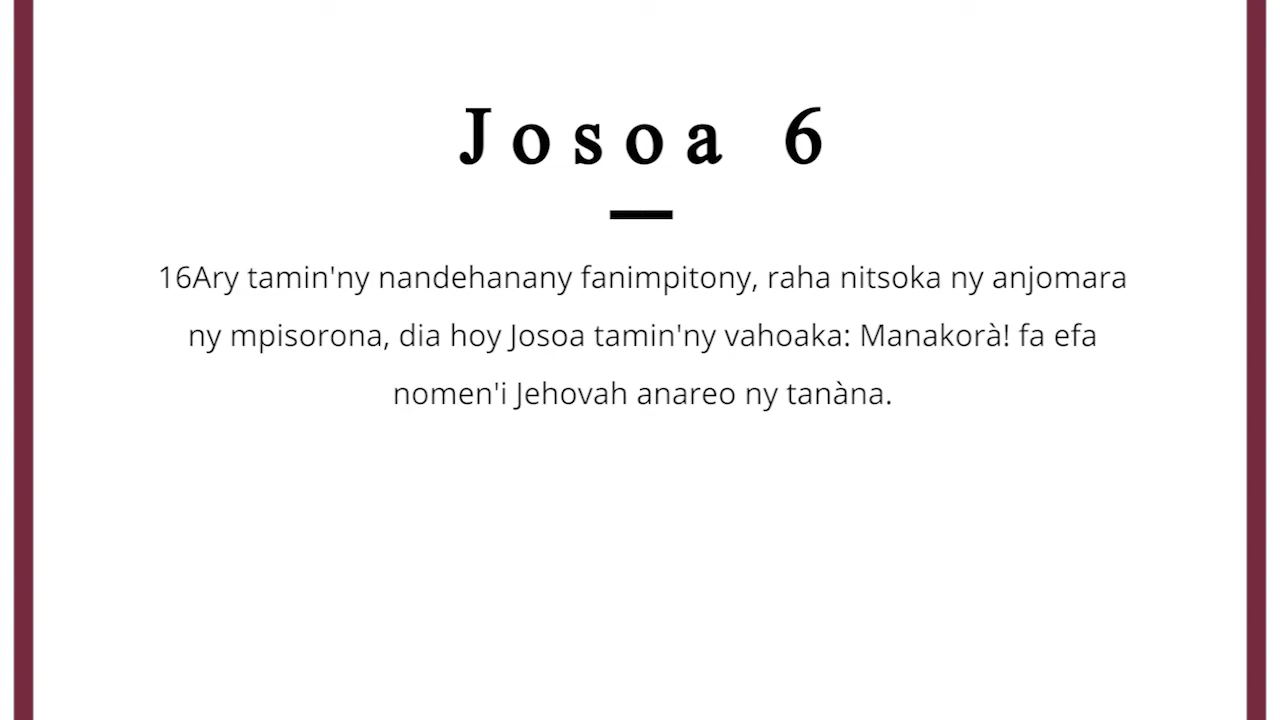 Josoa 6
16Ary tamin'ny nandehanany fanimpitony, raha nitsoka ny anjomara
ny mpisorona, dia hoy Josoa tamin'ny vahoaka: Manakorà! fa efa
nomen'i Jehovah anareo ny tanàna.